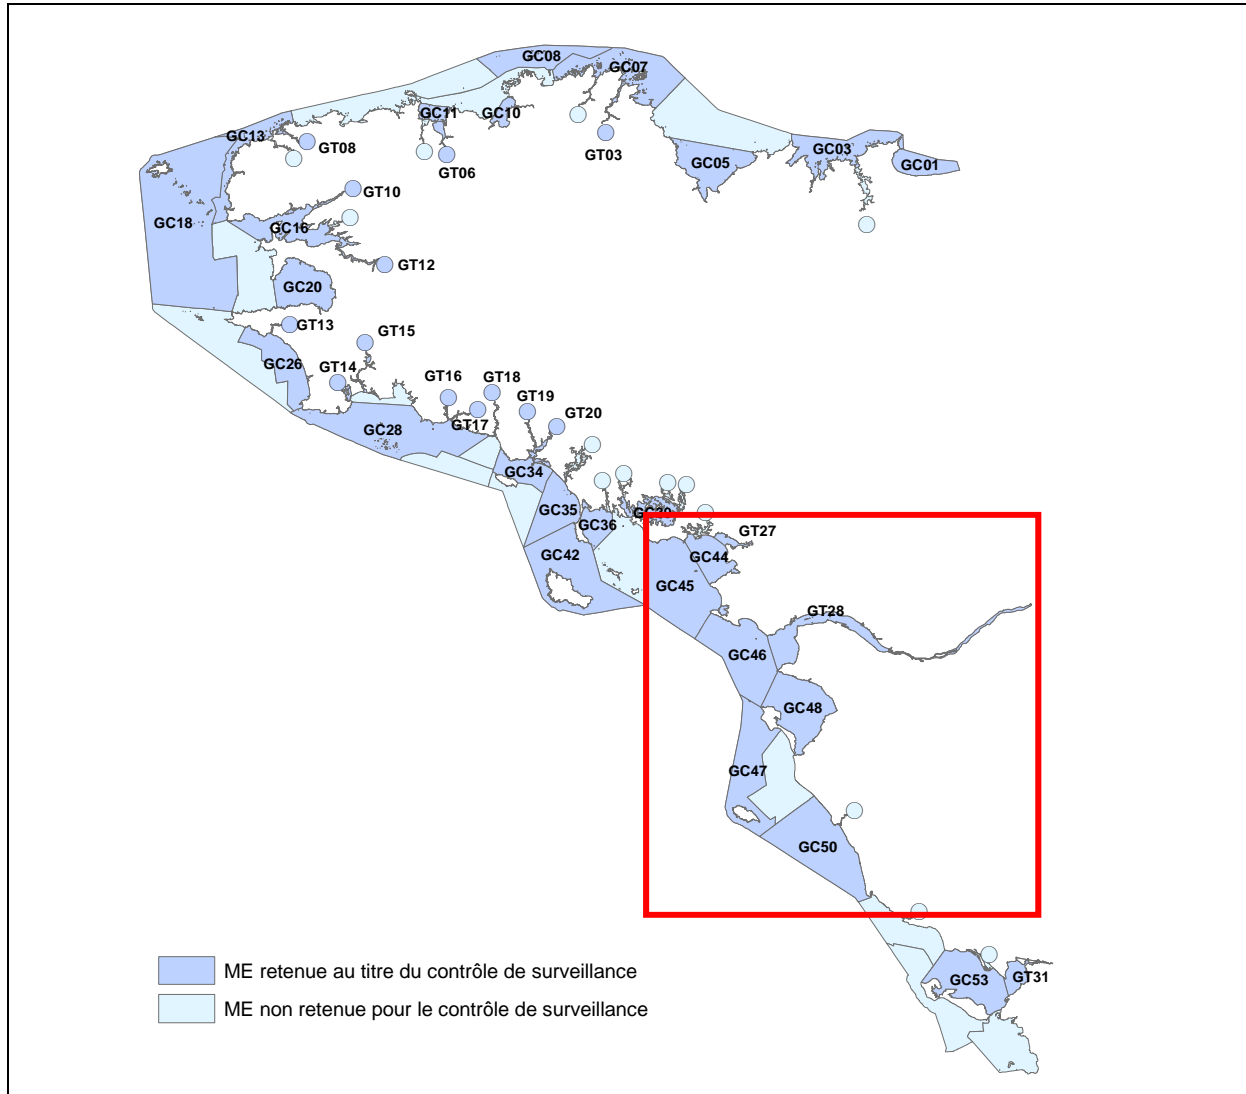 GC08
GC07
GC11
GC10
GC13
GT08
GT03
GC03
GT06
GC05
GC01
GT10
GC18
GC16
GT12
GC20
GT13
GT15
GC26
GT14
GT16
GT18
GT19
GT20
GT17
GC28
GC34
GC35
GC36
GC42
GT27
GC44
GC45
GT28
GC46
GC48
GC47
GC50
GC53
GT31
ME retenue au titre du contrôle de surveillance
ME non retenue pour le contrôle de surveillance